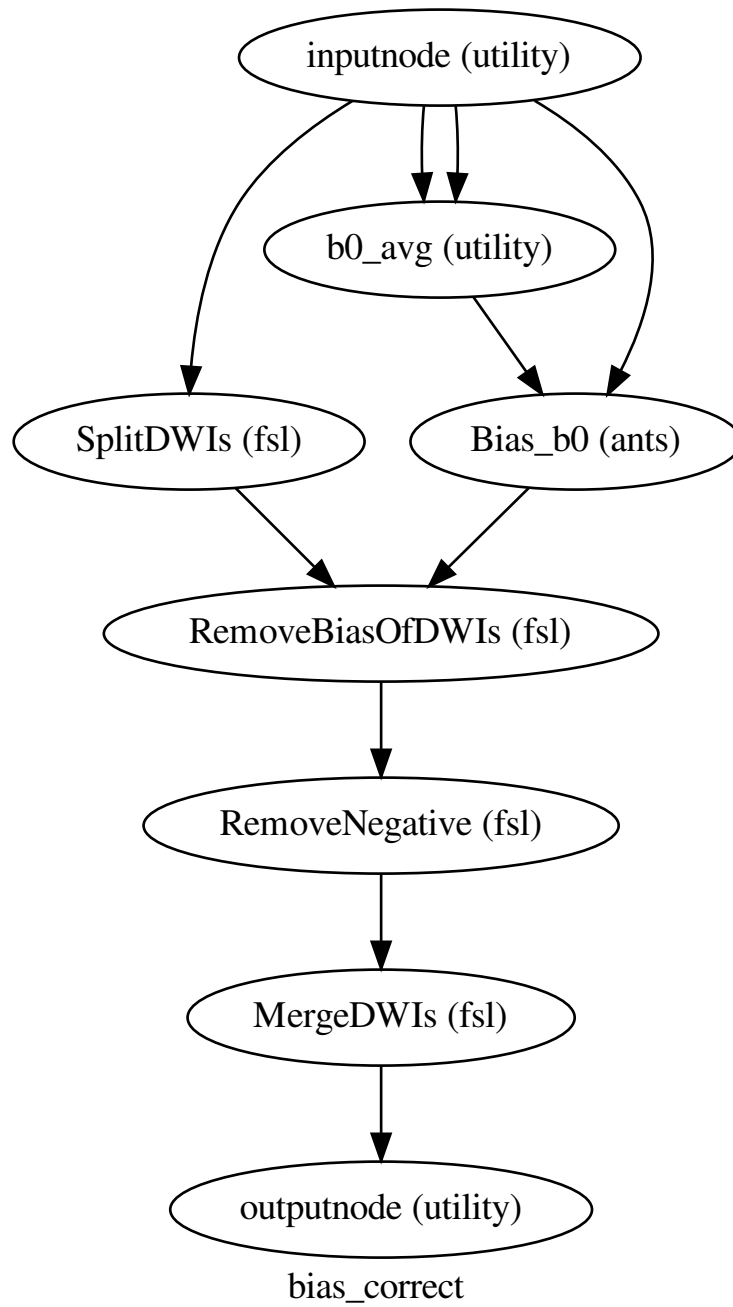 inputnode (utility)
b0_avg (utility)
SplitDWIs (fsl)
Bias_b0 (ants)
RemoveBiasOfDWIs (fsl)
RemoveNegative (fsl)
MergeDWIs (fsl)
outputnode (utility)
bias_correct